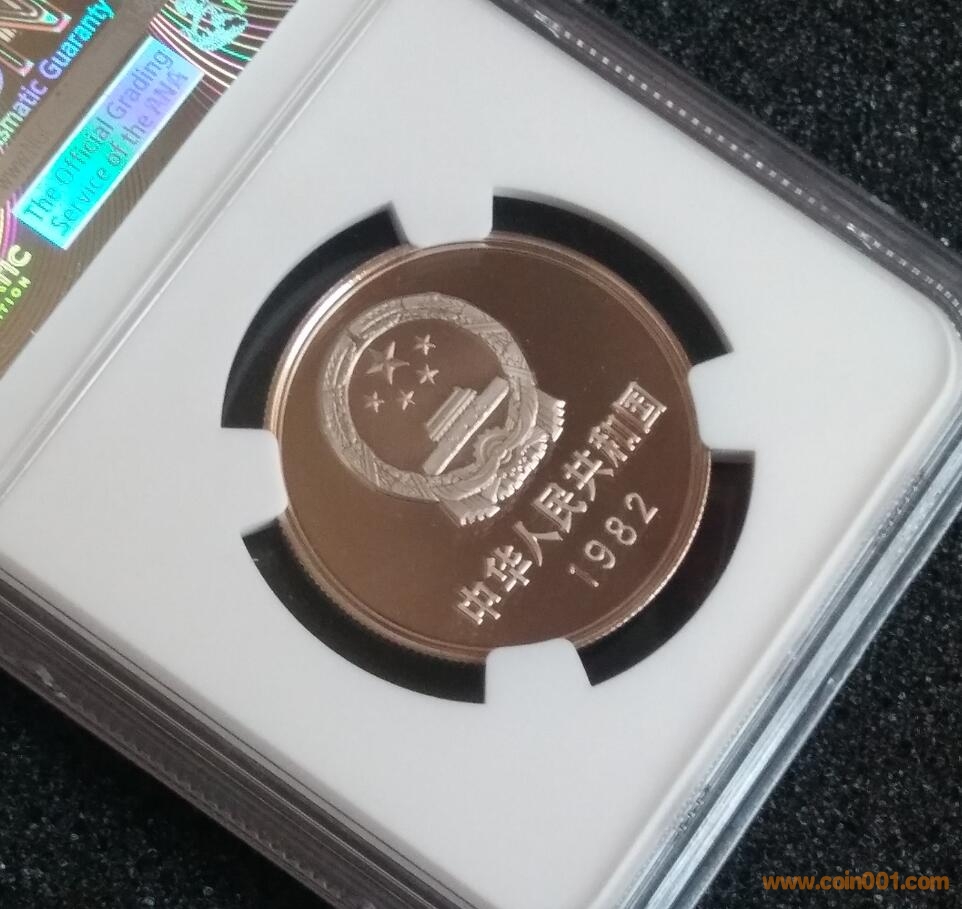 smatic Guaranty
The Official Grading
Service of the ANA
中华人民共和国
1982
www.coin001.com